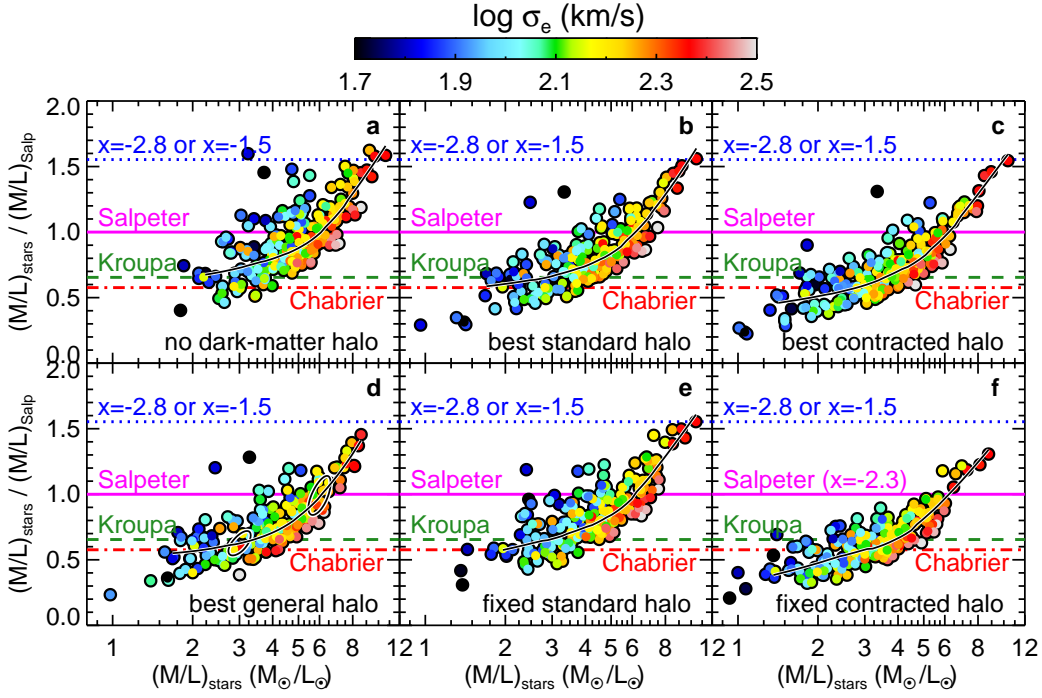 log σe (km/s)
1.7 1.9 2.1 2.3 2.5
2.0
1.5
1.0
0.5
0.0
(M/L)stars / (M/L)Salp
a
x=-2.8 or x=-1.5
Salpeter
Kroupa
Chabrier
no dark-matter halo
b
x=-2.8 or x=-1.5
Salpeter
Kroupa
Chabrier
best standard halo
c
x=-2.8 or x=-1.5
Salpeter
Kroupa
Chabrier
best contracted halo
2.0
1.5
1.0
0.5
0.0
(M/L)stars / (M/L)Salp
d
x=-2.8 or x=-1.5
Salpeter
Kroupa
Chabrier
best general halo
e
x=-2.8 or x=-1.5
Salpeter
Kroupa
Chabrier
fixed standard halo
f
x=-2.8 or x=-1.5
Salpeter (x=-2.3)
Kroupa
Chabrier
fixed contracted halo
1 2 3 4 5 6 8 12
1 2 3 4 5 6 8 12
1 2 3 4 5 6 8 12
(M/L)stars (M⊙/L⊙)
(M/L)stars (M⊙/L⊙)
(M/L)stars (M⊙/L⊙)